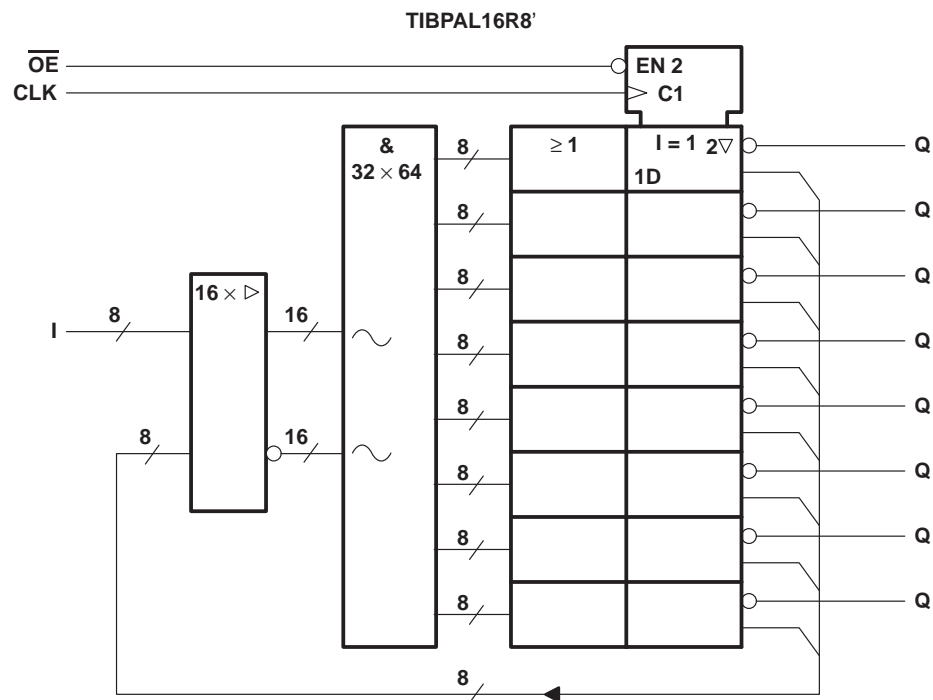 TIBPAL16R8’
O̅E̅
EN 2
CLK
C1
&
32 × 64
8
≥ 1
I = 1
2▽
Q
1D
8
Q
8
Q
16 × ▷
I
8
16
8
Q
8
Q
8
16
8
Q
8
Q
8
Q
8